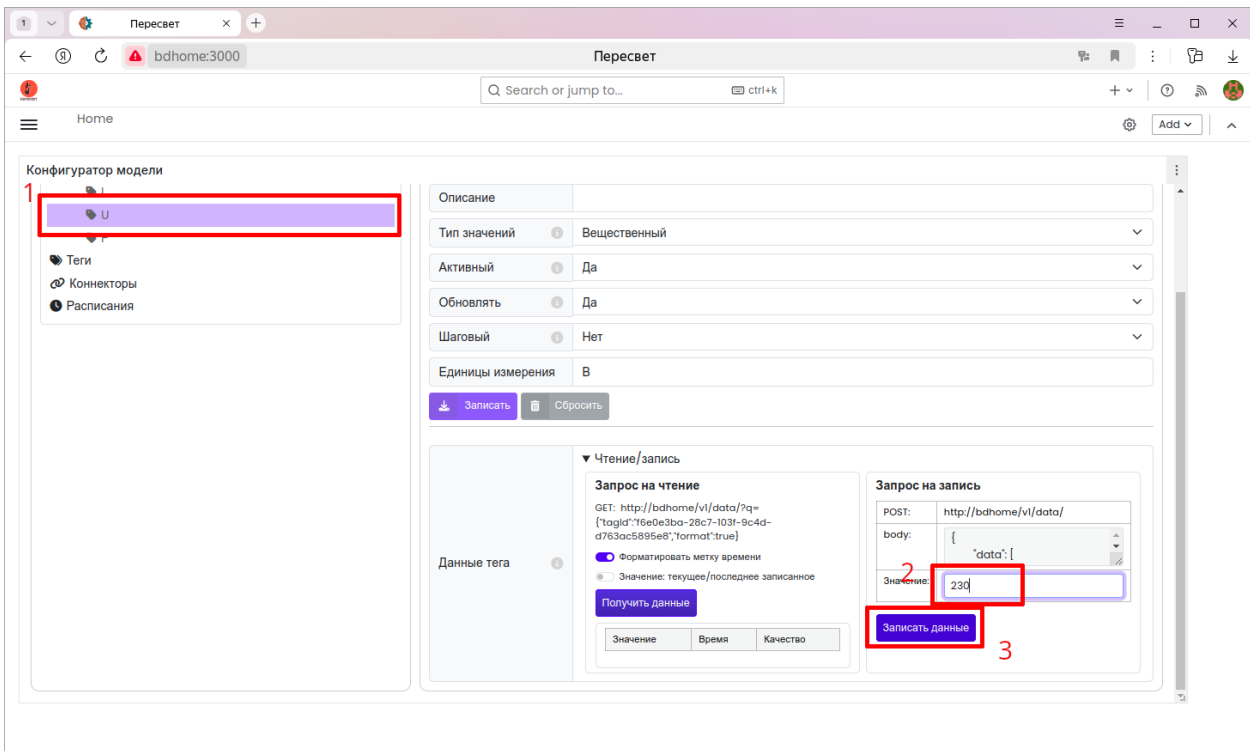 1
Пересвет
bdhome:3000
Пересвет
Search or jump to...
ctrl+k
Home
Add
Конфигуратор модели
1
U
Теги
Коннекторы
Расписания
Описание
Тип значений
Вещественный
Активный
Да
Обновлять
Да
Шаговый
Нет
Единицы измерения
В
Записать
Сбросить
Данные тега
Чтение/запись
Запрос на чтение
GET: http://bdhome/v1/data/?q=
{"tagId":"f6e0e3ba-28c7-103f-9c4d-
d763ac5895e8","format":true}
Форматировать метку времени
Значение: текущее/последнее записанное
Получить данные
Значение Время Качество
Запрос на запись
POST: http://bdhome/v1/data/
body: {
"data": [
2
Значение: 230
Записать данные
3